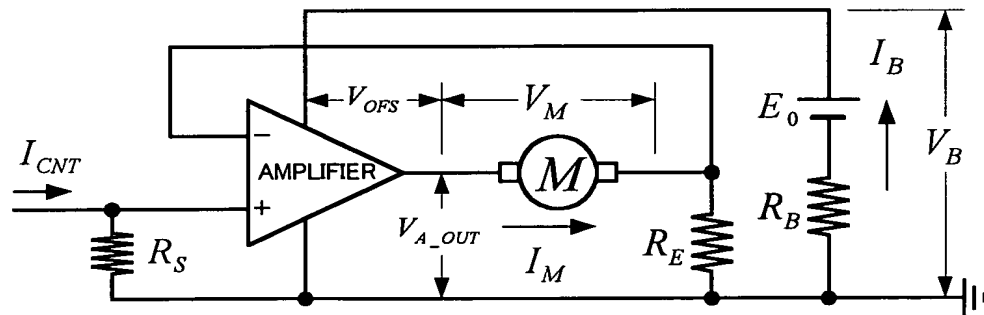 I_B
V_OFS
V_M
E_0
V_B
−
I_CNT
AMPLIFIER
M
+
R_B
R_S
V_A_OUT
R_E
I_M